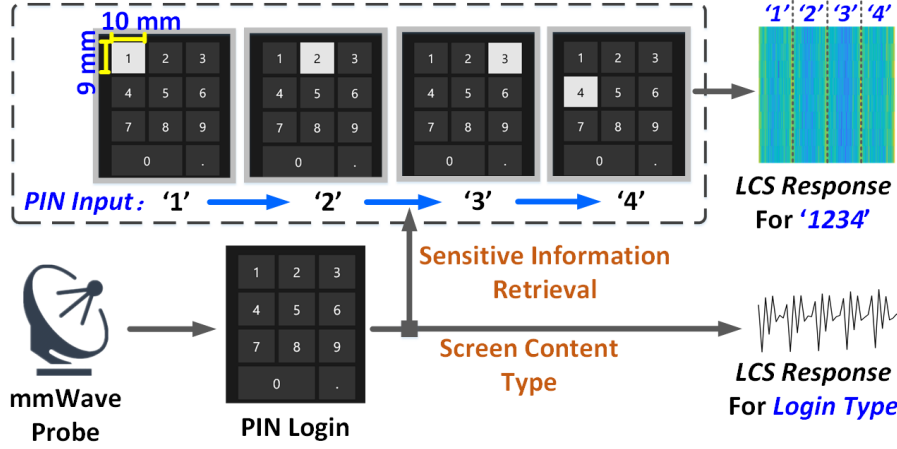 10 mm
9 mm
1 2 3
4 5 6
7 8 9
0 .
1 2 3
4 5 6
7 8 9
0 .
1 2 3
4 5 6
7 8 9
0 .
1 2 3
4 5 6
7 8 9
0 .
PIN Input: ‘1’ ‘2’ ‘3’ ‘4’
‘1’ ‘2’ ‘3’ ‘4’
LCS Response
For ‘1234’
mmWave
Probe
1 2 3
4 5 6
7 8 9
0 .
PIN Login
Sensitive Information
Retrieval
Screen Content
Type
LCS Response
For Login Type